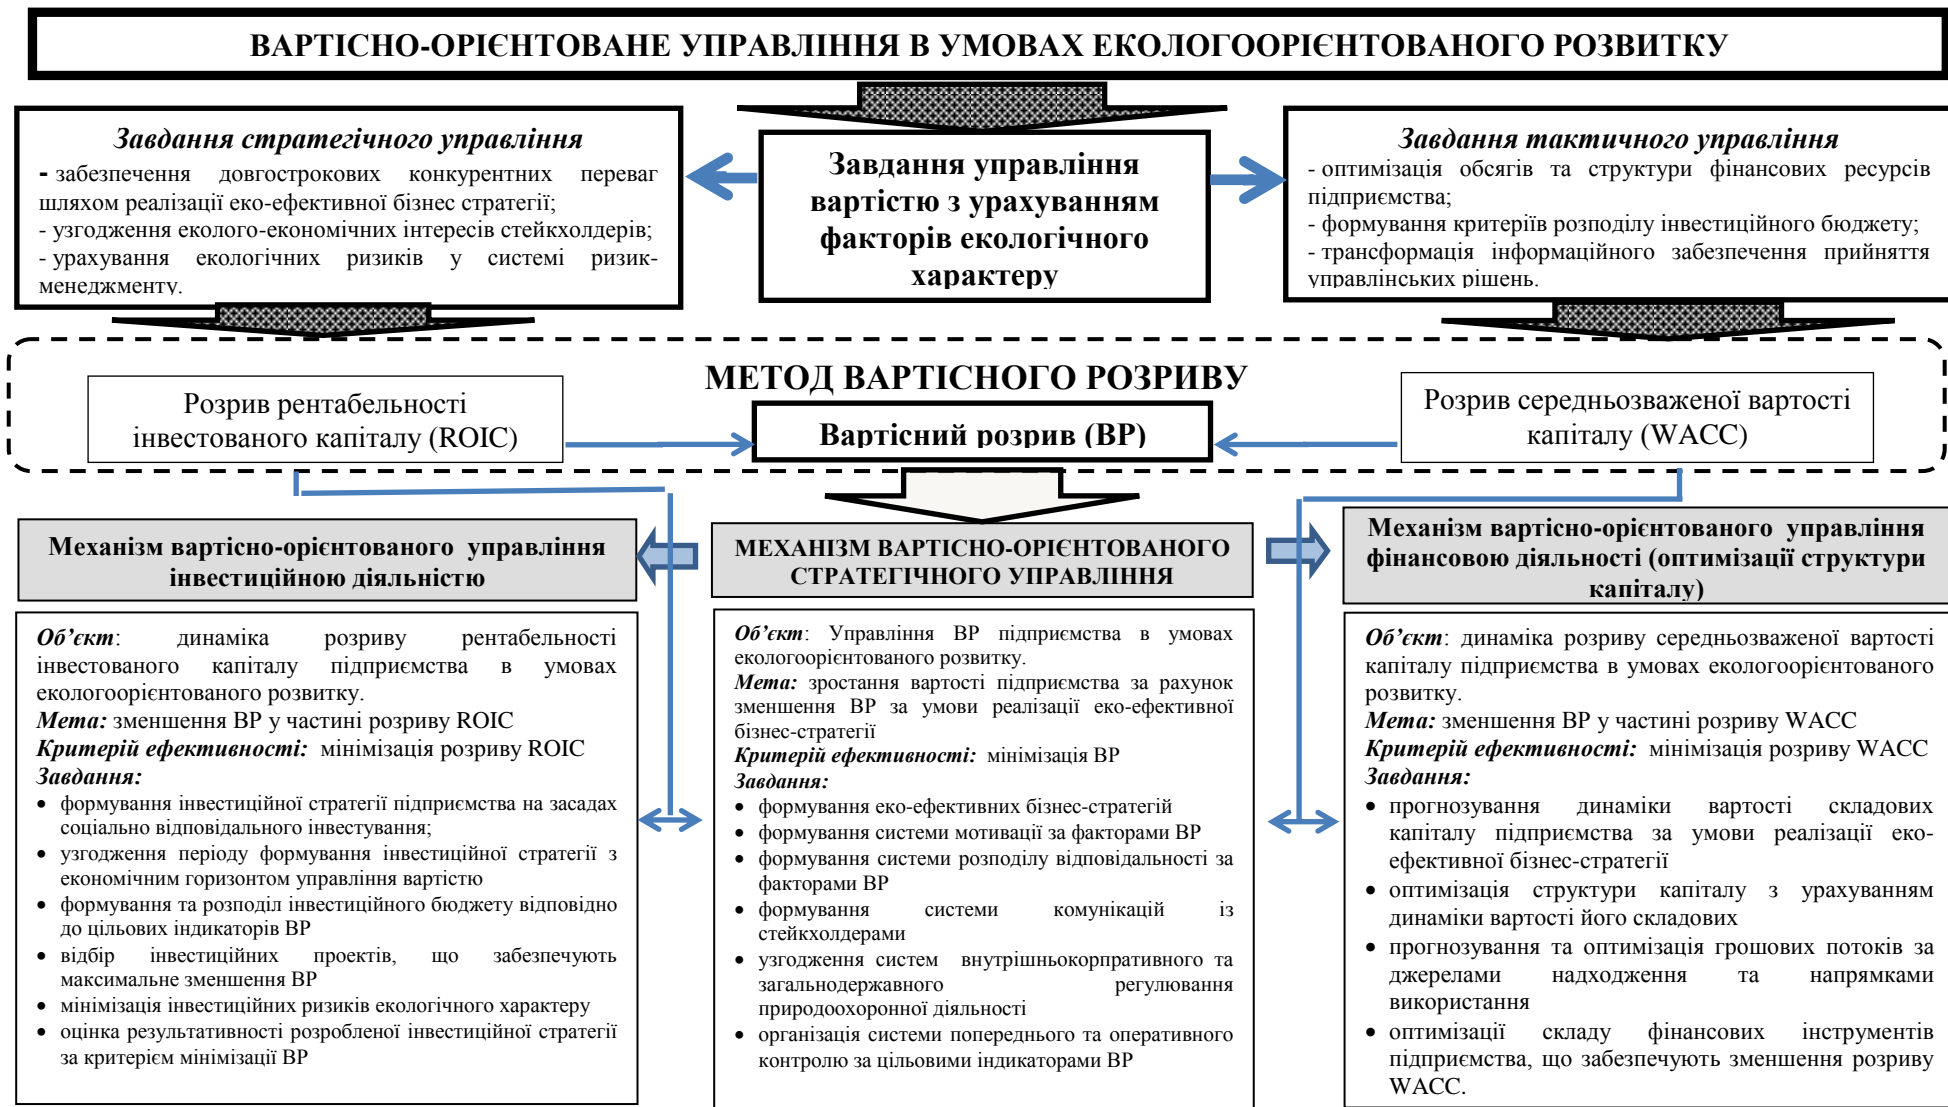 ВАРТІСНО-ОРІЄНТОВАНЕ УПРАВЛІННЯ В УМОВАХ ЕКОЛОГООРІЄНТОВАНОГО РОЗВИТКУ
Завдання стратегічного управління
- забезпечення довгострокових конкурентних переваг
шляхом реалізації еко-ефективної бізнес стратегії;
- узгодження еколого-економічних інтересів стейкхолдерів;
- урахування екологічних ризиків у системі ризик-
менеджменту.
Завдання управління
вартістю з урахуванням
факторів екологічного
характеру
Завдання тактичного управління
- оптимізація обсягів та структури фінансових ресурсів
підприємства;
- формування критеріїв розподілу інвестиційного бюджету;
- трансформація інформаційного забезпечення прийняття
управлінських рішень.
МЕТОД ВАРТІСНОГО РОЗРИВУ
Розрив рентабельності
інвестованого капіталу (ROIC)
Вартісний розрив (ВР)
Розрив середньозваженої вартості
капіталу (WACC)
Механізм вартісно-орієнтованого управління
інвестиційною діяльністю
МЕХАНІЗМ ВАРТІСНО-ОРІЄНТОВАНОГО
СТРАТЕГІЧНОГО УПРАВЛІННЯ
Механізм вартісно-орієнтованого управління
фінансовою діяльності (оптимізації структури
капіталу)
Об’єкт: динаміка розриву рентабельності
інвестованого капіталу підприємства в умовах
екологоорієнтованого розвитку.
Мета: зменшення ВР у частині розриву ROIC
Критерій ефективності: мінімізація розриву ROIC
Завдання:
• формування інвестиційної стратегії підприємства на засадах
соціально відповідального інвестування;
• узгодження періоду формування інвестиційної стратегії з
економічним горизонтом управління вартістю
• формування та розподіл інвестиційного бюджету відповідно
до цільових індикаторів ВР
• відбір інвестиційних проектів, що забезпечують
максимальне зменшення ВР
• мінімізація інвестиційних ризиків екологічного характеру
• оцінка результативності розробленої інвестиційної стратегії
за критерієм мінімізації ВР
Об’єкт: Управління ВР підприємства в умовах
екологоорієнтованого розвитку.
Мета: зростання вартості підприємства за рахунок
зменшення ВР за умови реалізації еко-ефективної
бізнес-стратегії
Критерій ефективності: мінімізація ВР
Завдання:
• формування еко-ефективних бізнес-стратегій
• формування системи мотивації за факторами ВР
• формування системи розподілу відповідальності за
факторами ВР
• формування системи комунікацій із
стейкхолдерами
• узгодження систем внутрішньокорпративного та
загальнодержавного регулювання
природоохоронної діяльності
• організація системи попереднього та оперативного
контролю за цільовими індикаторами ВР
Об’єкт: динаміка розриву середньозваженої вартості
капіталу підприємства в умовах екологоорієнтованого
розвитку.
Мета: зменшення ВР у частині розриву WACC
Критерій ефективності: мінімізація розриву WACC
Завдання:
• прогнозування динаміки вартості складових
капіталу підприємства за умови реалізації еко-
ефективної бізнес-стратегії
• оптимізація структури капіталу з урахуванням
динаміки вартості його складових
• прогнозування та оптимізація грошових потоків за
джерелами надходження та напрямками
використання
• оптимізації складу фінансових інструментів
підприємства, що забезпечують зменшення розриву
WACC.